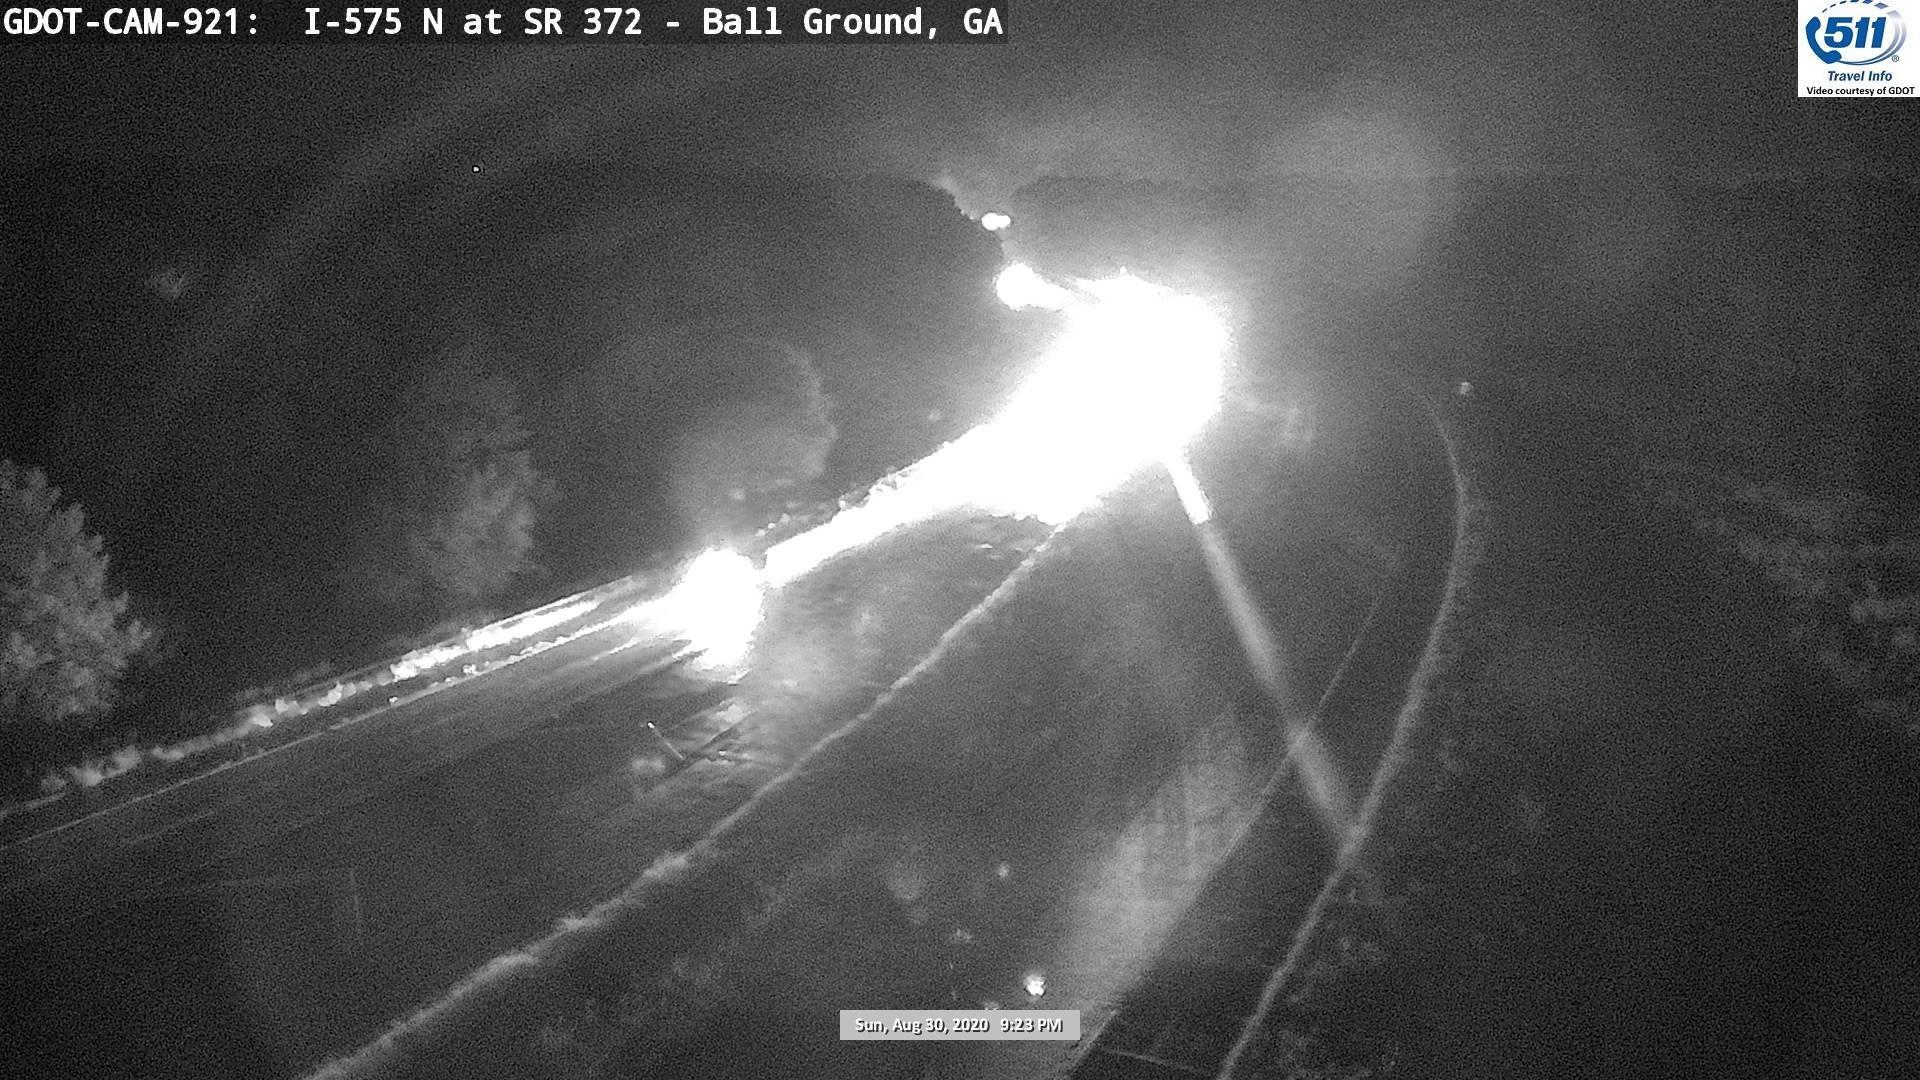 GDOT-CAM-921: I-575 N at SR 372 - Ball Ground, GA
511
®
Travel Info
Video courtesy of GDOT
Sun, Aug 30, 2020 9:23 PM